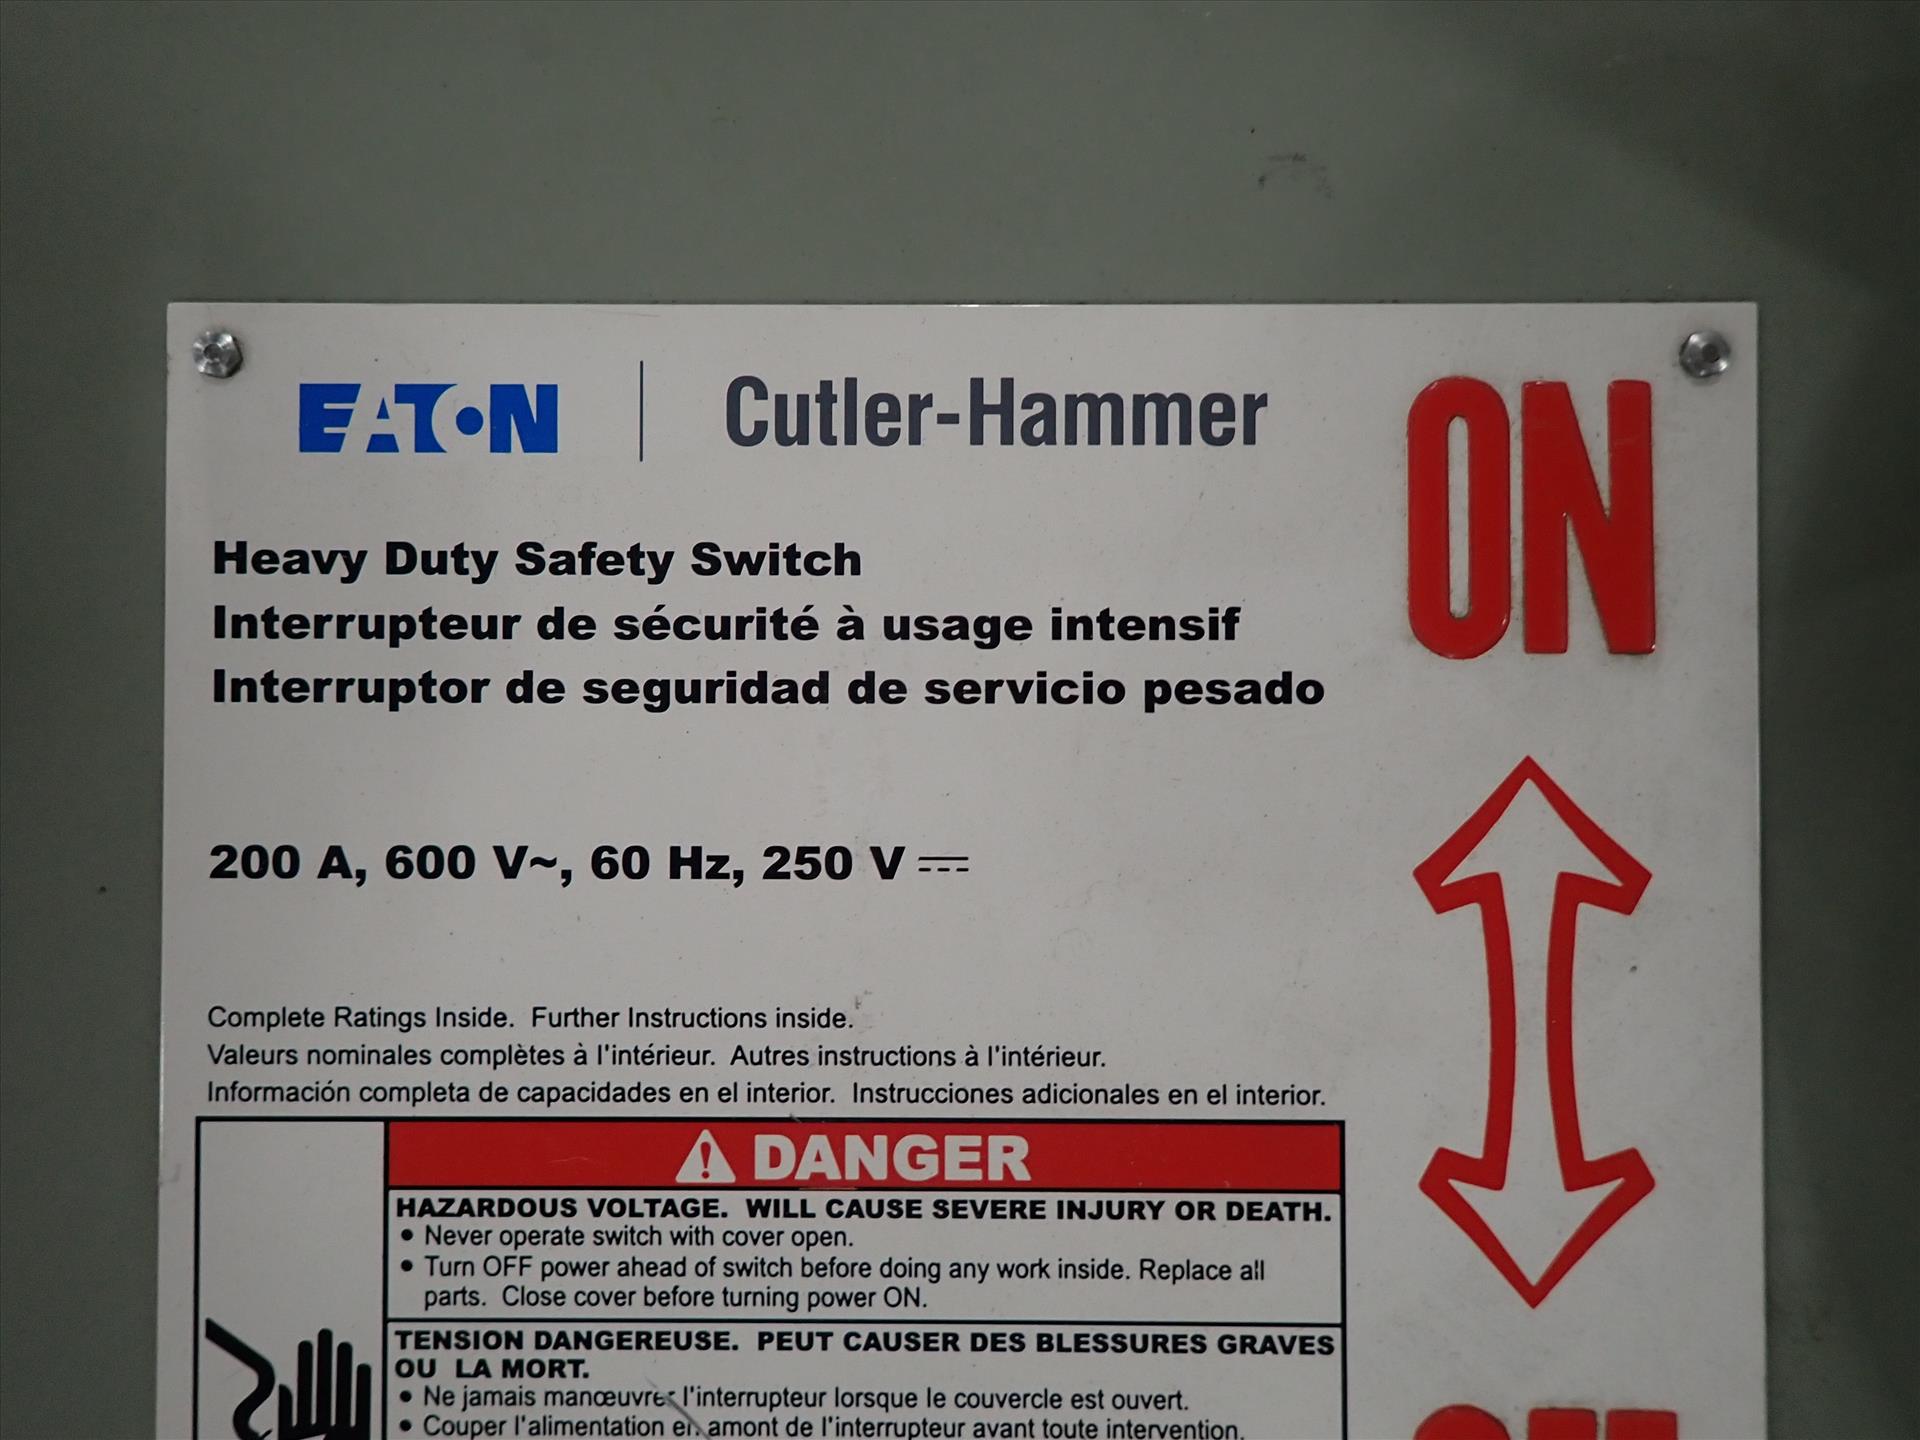 EATON | Cutler-Hammer
ON
Heavy Duty Safety Switch
Interrupteur de sécurité à usage intensif
Interruptor de seguridad de servicio pesado
200 A, 600 V~, 60 Hz, 250 V ⎓
Complete Ratings Inside. Further Instructions inside.
Valeurs nominales complètes à l'intérieur. Autres instructions à l'intérieur.
Información completa de capacidades en el interior. Instrucciones adicionales en el interior.
⚠ DANGER
HAZARDOUS VOLTAGE. WILL CAUSE SEVERE INJURY OR DEATH.
• Never operate switch with cover open.
• Turn OFF power ahead of switch before doing any work inside. Replace all
parts. Close cover before turning power ON.
TENSION DANGEREUSE. PEUT CAUSER DES BLESSURES GRAVES
OU LA MORT.
• Ne jamais manœuvrer l'interrupteur lorsque le couvercle est ouvert.
• Couper l'alimentation en amont de l'interrupteur avant toute intervention.